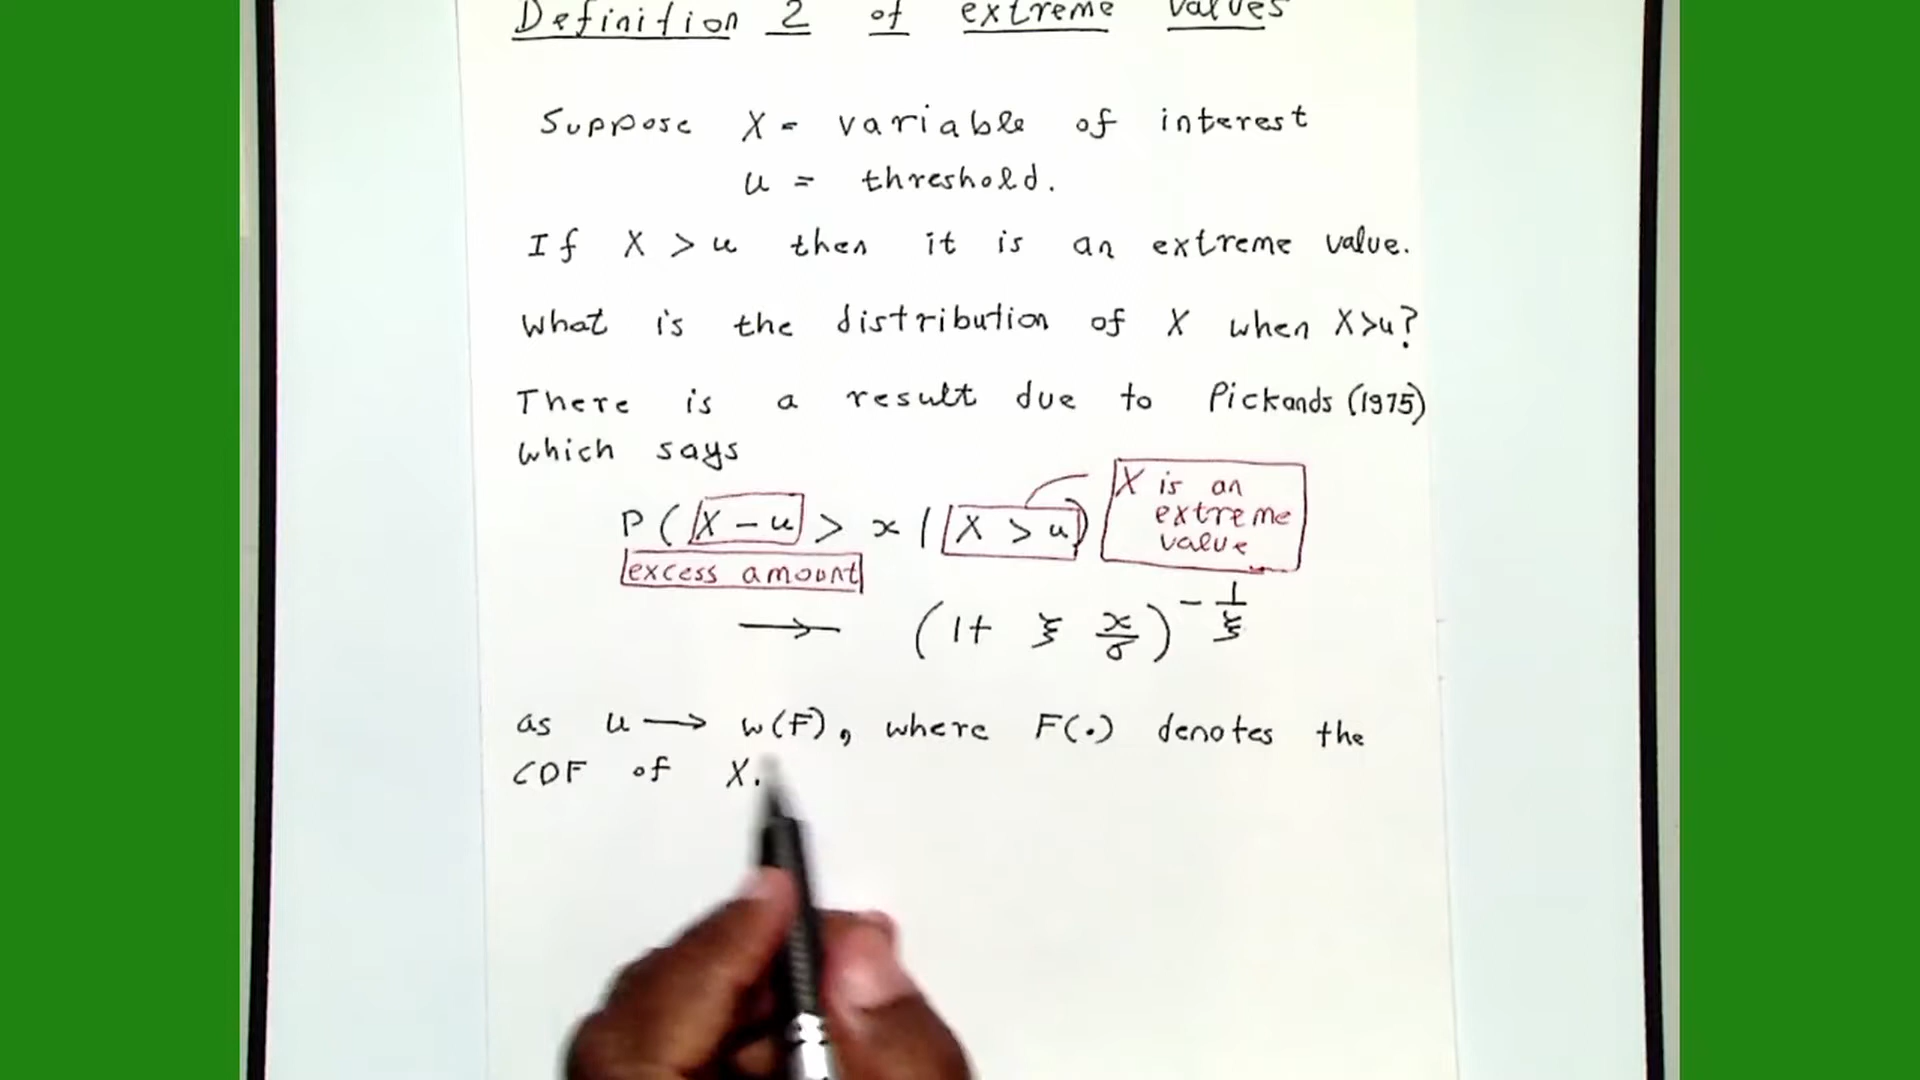 Definition 2 of extreme values
Suppose X = variable of interest
u = threshold.
If X > u then it is an extreme value.
What is the distribution of X when X>u?
There is a result due to Pickands (1975)
which says
P ( X - u > x | X > u )
X is an
extreme
value
excess amount
⟶ (1+ ξ x/σ)^{-1/ξ}
as u ⟶ w(F), where F(.) denotes the
CDF of X.